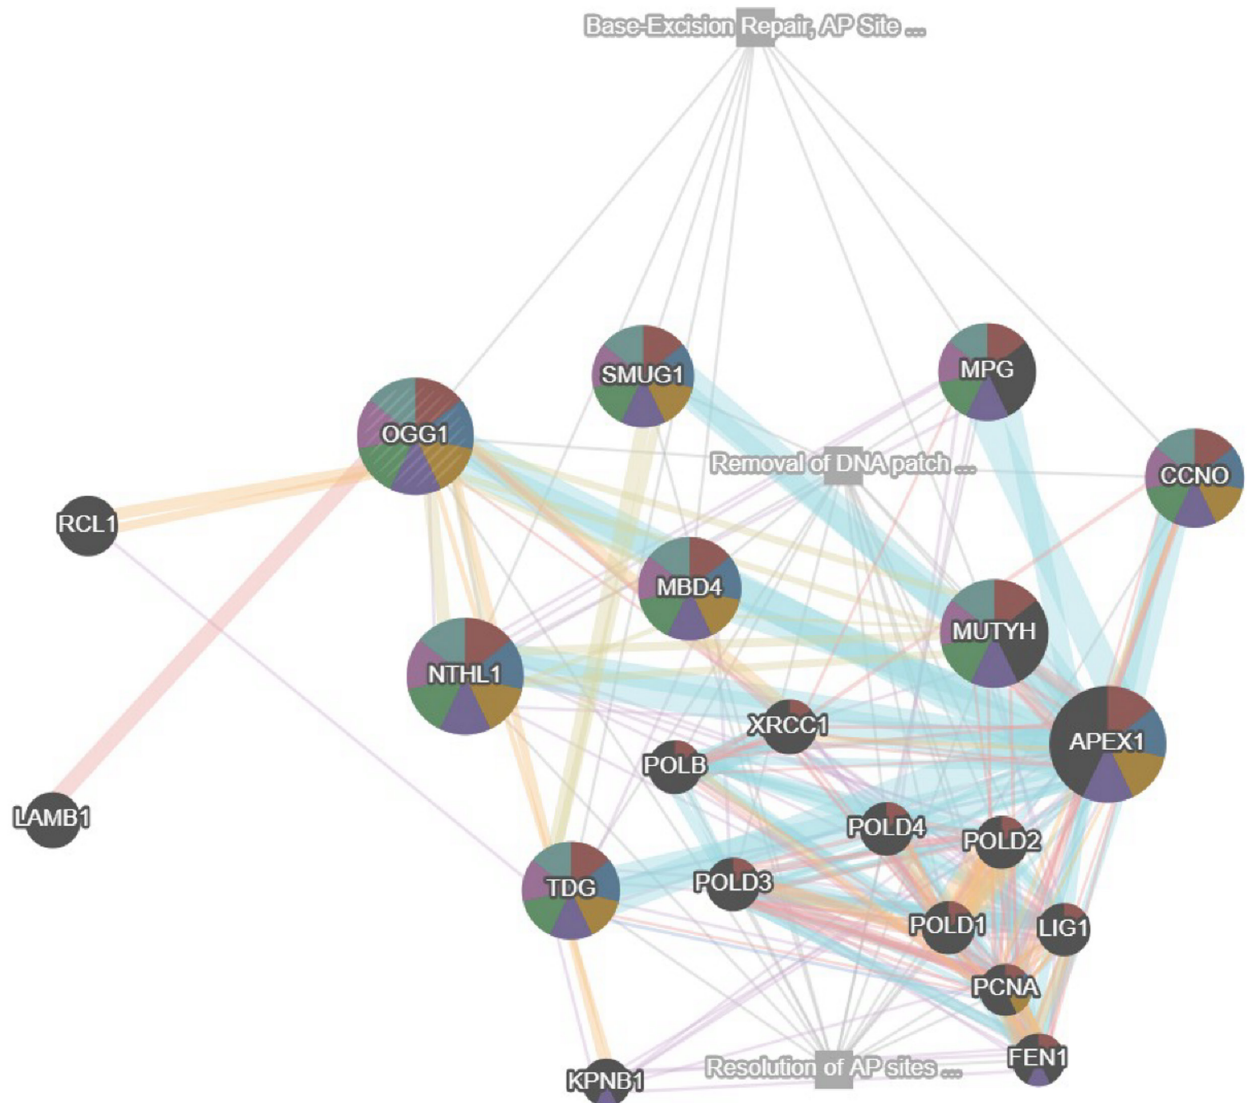 Base-Excision Repair, AP Site ...
SMUG1
MPG
OGG1
Removal of DNA patch ...
CCNO
RCL1
MBD4
MUTYH
NTHL1
XRCC1
APEX1
POLB
LAMB1
POLD4
POLD2
TDG
POLD3
POLD1
LIG1
PCNA
FEN1
Resolution of AP sites ...
KPNB1